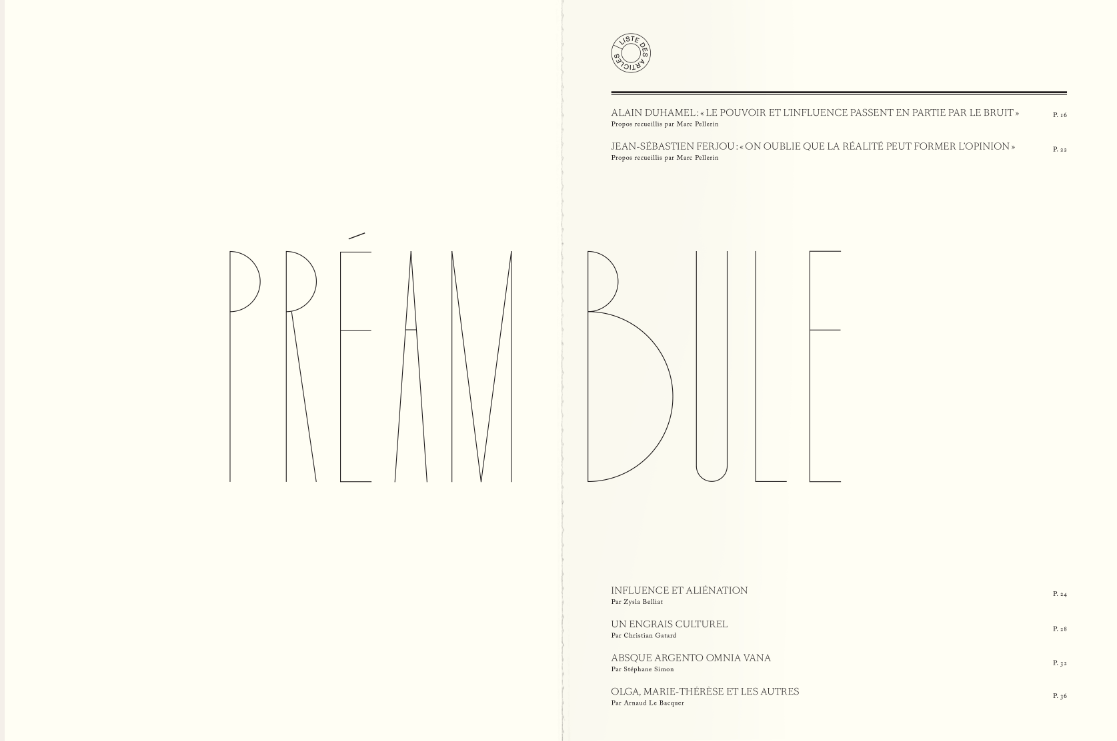 PRÉAMBULE
LISTE DES ARTICLES
ALAIN DUHAMEL : « LE POUVOIR ET L'INFLUENCE PASSENT EN PARTIE PAR LE BRUIT » P. 16
Propos recueillis par Marc Pellerin
JEAN-SÉBASTIEN FERJOU : « ON OUBLIE QUE LA RÉALITÉ PEUT FORMER L'OPINION » P. 22
Propos recueillis par Marc Pellerin
INFLUENCE ET ALIÉNATION P. 24
Par Zysla Belliat
UN ENGRAIS CULTUREL P. 28
Par Christian Gatard
ABSQUE ARGENTO OMNIA VANA P. 32
Par Stéphane Simon
OLGA, MARIE-THÉRÈSE ET LES AUTRES P. 36
Par Arnaud Le Bacquer